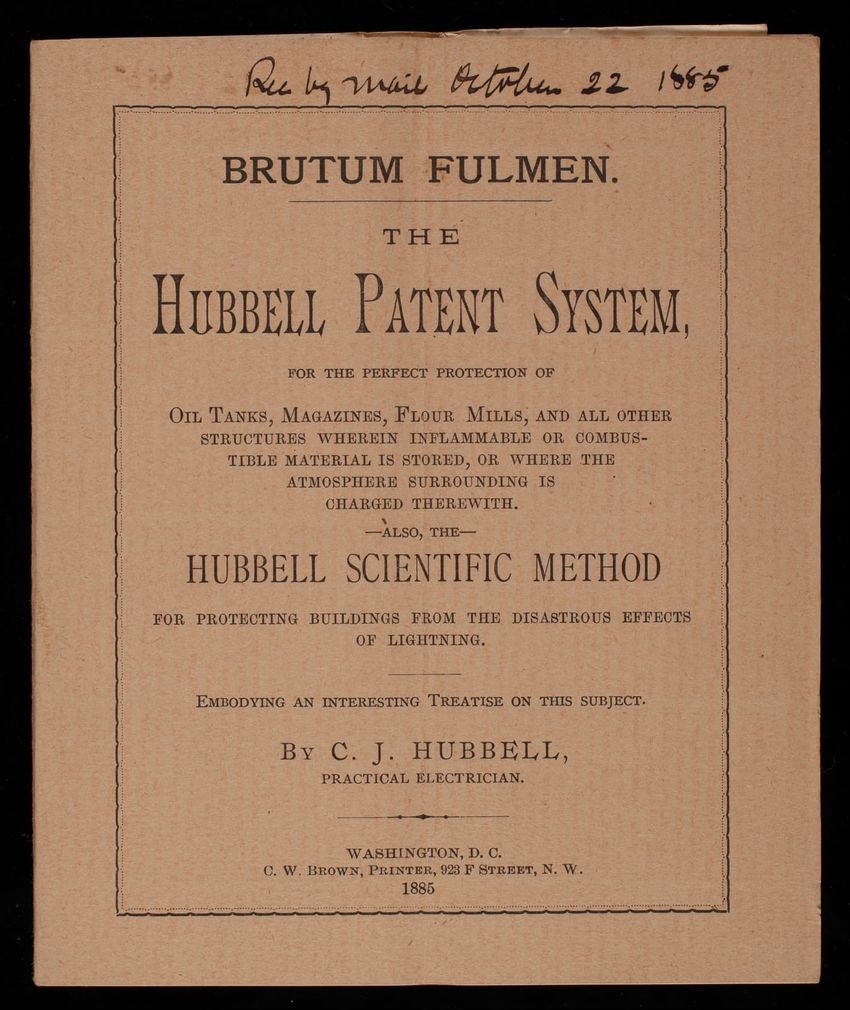 Rec by mail October 22 1885
BRUTUM FULMEN.
THE
HUBBELL PATENT SYSTEM,
FOR THE PERFECT PROTECTION OF
OIL TANKS, MAGAZINES, FLOUR MILLS, AND ALL OTHER
STRUCTURES WHEREIN INFLAMMABLE OR COMBUS-
TIBLE MATERIAL IS STORED, OR WHERE THE
ATMOSPHERE SURROUNDING IS
CHARGED THEREWITH.
—ALSO, THE—
HUBBELL SCIENTIFIC METHOD
FOR PROTECTING BUILDINGS FROM THE DISASTROUS EFFECTS
OF LIGHTNING.
EMBODYING AN INTERESTING TREATISE ON THIS SUBJECT.
BY C. J. HUBBELL,
PRACTICAL ELECTRICIAN.
WASHINGTON, D. C.
C. W. BROWN, PRINTER, 923 F STREET, N. W.
1885